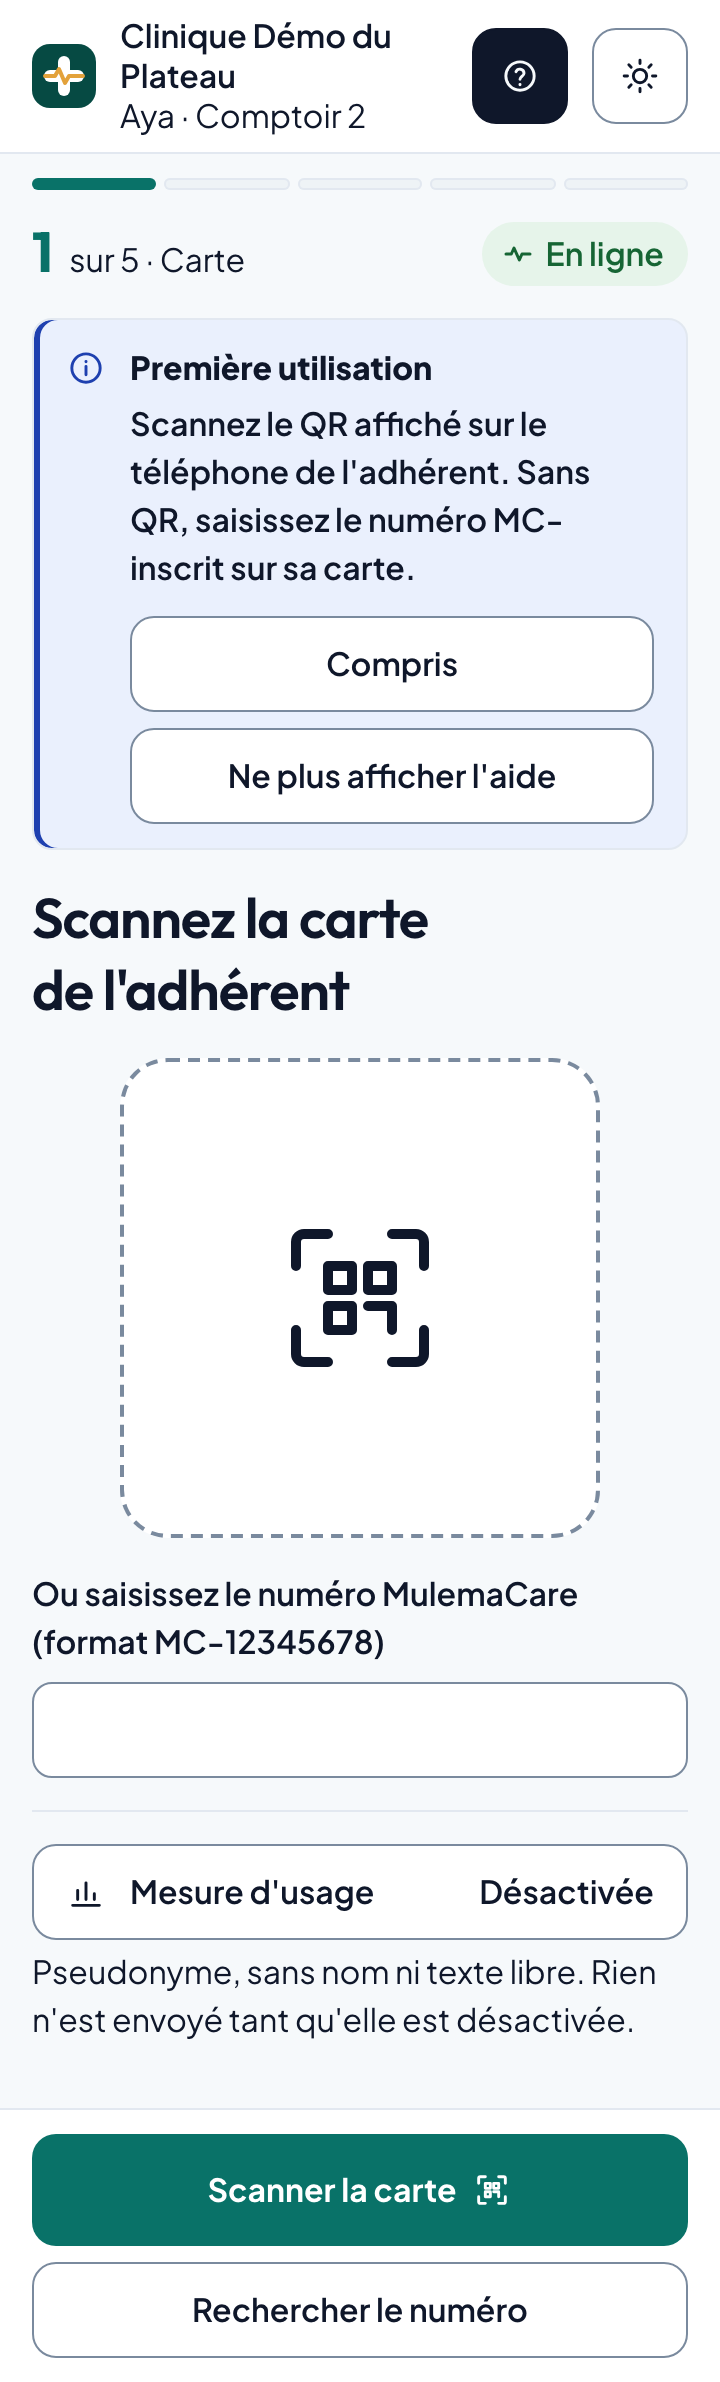 Clinique Démo du
Plateau
Aya · Comptoir 2
1 sur 5 · Carte
En ligne
Première utilisation
Scannez le QR affiché sur le
téléphone de l'adhérent. Sans
QR, saisissez le numéro MC-
inscrit sur sa carte.
Compris
Ne plus afficher l'aide
Scannez la carte
de l'adhérent
Ou saisissez le numéro MulemaCare
(format MC-12345678)
Mesure d'usage
Désactivée
Pseudonyme, sans nom ni texte libre. Rien
n'est envoyé tant qu'elle est désactivée.
Scanner la carte
Rechercher le numéro